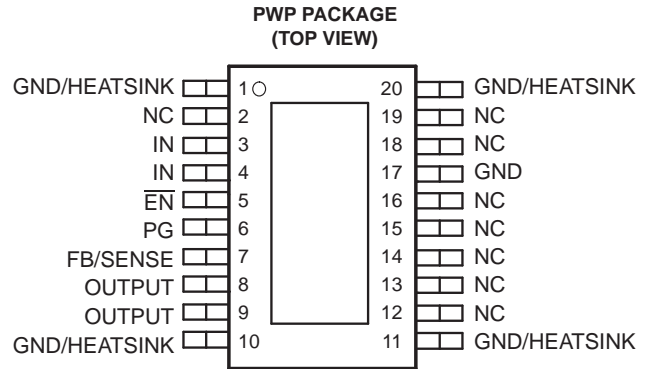 PWP PACKAGE
(TOP VIEW)
GND/HEATSINK 1 20 GND/HEATSINK
NC 2 19 NC
IN 3 18 NC
IN 4 17 GND
E̅N̅ 5 16 NC
PG 6 15 NC
FB/SENSE 7 14 NC
OUTPUT 8 13 NC
OUTPUT 9 12 NC
GND/HEATSINK 10 11 GND/HEATSINK